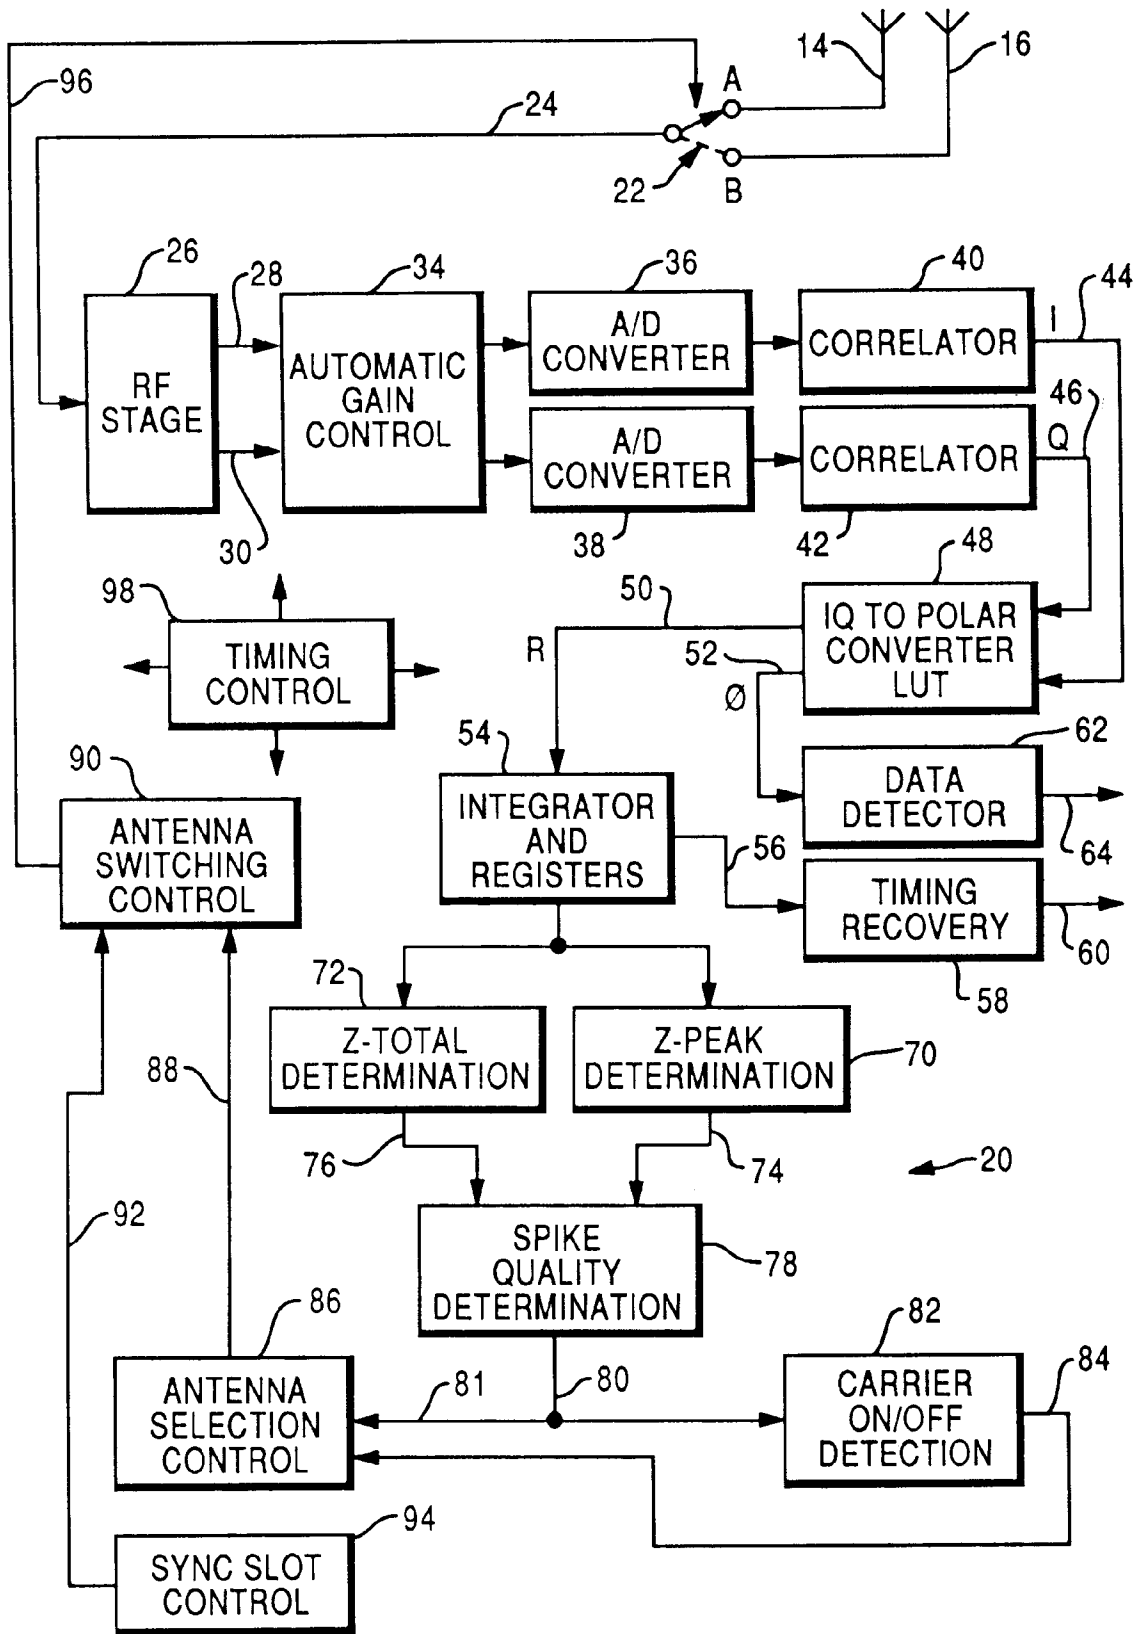 14
16
96
A
24
22
B
26
28
34
36
40
44
I
RF
STAGE
AUTOMATIC
GAIN
CONTROL
A/D
CONVERTER
CORRELATOR
46
Q
A/D
CONVERTER
CORRELATOR
30
38
42
48
98
50
R
52
Ø
TIMING
CONTROL
IQ TO POLAR
CONVERTER
LUT
62
54
90
INTEGRATOR
AND
REGISTERS
DATA
DETECTOR
64
56
ANTENNA
SWITCHING
CONTROL
TIMING
RECOVERY
60
58
72
Z-TOTAL
DETERMINATION
Z-PEAK
DETERMINATION
70
88
76
74
20
92
SPIKE
QUALITY
DETERMINATION
78
86
82
84
81
80
ANTENNA
SELECTION
CONTROL
CARRIER
ON/OFF
DETECTION
94
SYNC SLOT
CONTROL